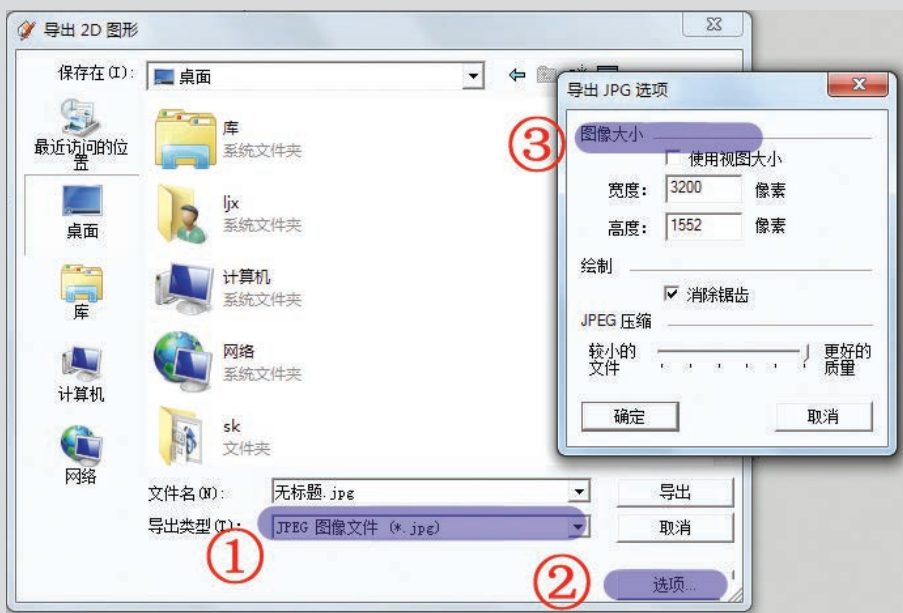 导出 2D 图形
保存在(I):
桌面
最近访问的位
置
桌面
库
计算机
网络
库
系统文件夹
ljx
系统文件夹
计算机
系统文件夹
网络
系统文件夹
sk
文件夹
文件名(N):
无标题.jpg
导出
导出类型(T):
JPEG 图像文件 (*.jpg)
取消
①
②
选项...
导出 JPG 选项
③
图像大小
使用视图大小
宽度: 3200 像素
高度: 1552 像素
绘制
消除锯齿
JPEG 压缩
较小的
文件
更好的
质量
确定
取消